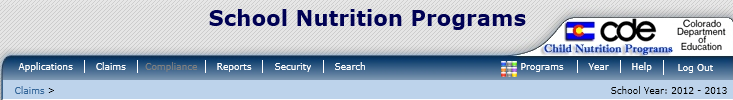 School Nutrition Programs
cde
Child Nutrition Programs
Colorado
Department
of
Education
Applications Claims Compliance Reports Security Search Programs Year Help Log Out
Claims > School Year: 2012 - 2013